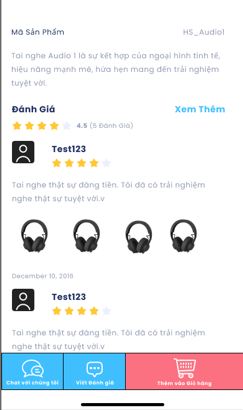 Mã Sản Phẩm HS_Audio1
Tai nghe Audio 1 là sự kết hợp của ngoại hình tinh tế,
hiệu năng mạnh mẽ, hứa hẹn mang đến trải nghiệm
tuyệt vời.
Đánh Giá Xem Thêm
4.5 (5 Đánh Giá)
Test123
Tai nghe thật sự đáng tiền. Tôi đã có trải nghiệm
nghe thật sự tuyệt vời.v
December 10, 2016
Test123
Tai nghe thật sự đáng tiền. Tôi đã có trải nghiệm
nghe thật sự tuyệt vời.v
Chat với chúng tôi Viết Đánh giá Thêm vào Giỏ hàng